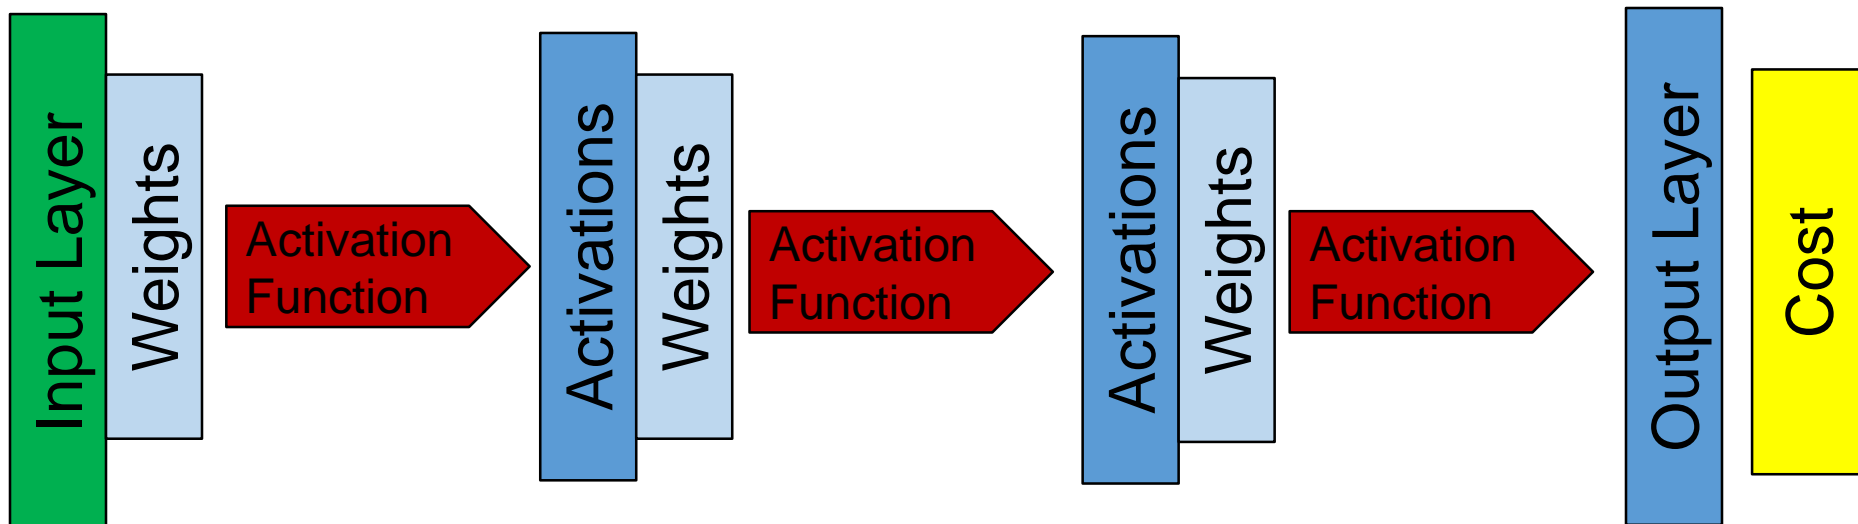 Input Layer
Weights
Activation
Function
Activations
Weights
Activation
Function
Activations
Weights
Activation
Function
Output Layer
Cost